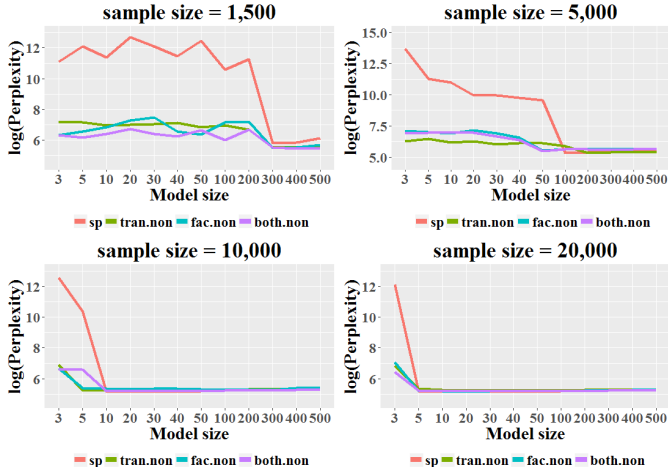 sample size = 1,500
log(Perplexity)
12
10
8
6
3 5 10 20 30 40 50 100 200 300 400 500
Model size
sp tran.non fac.non both.non
sample size = 5,000
log(Perplexity)
15.0
12.5
10.0
7.5
5.0
3 5 10 20 30 40 50 100 200 300 400 500
Model size
sp tran.non fac.non both.non
sample size = 10,000
log(Perplexity)
12
10
8
6
3 5 10 20 30 40 50 100 200 300 400 500
Model size
sp tran.non fac.non both.non
sample size = 20,000
log(Perplexity)
12
10
8
6
3 5 10 20 30 40 50 100 200 300 400 500
Model size
sp tran.non fac.non both.non